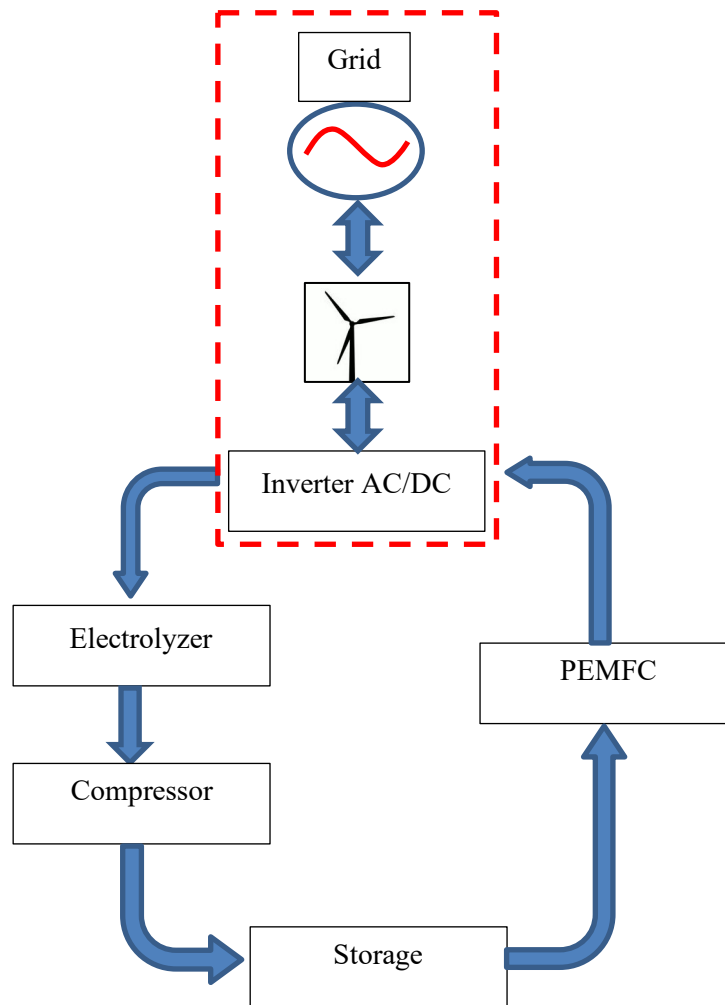 Grid
Inverter AC/DC
Electrolyzer
PEMFC
Compressor
Storage